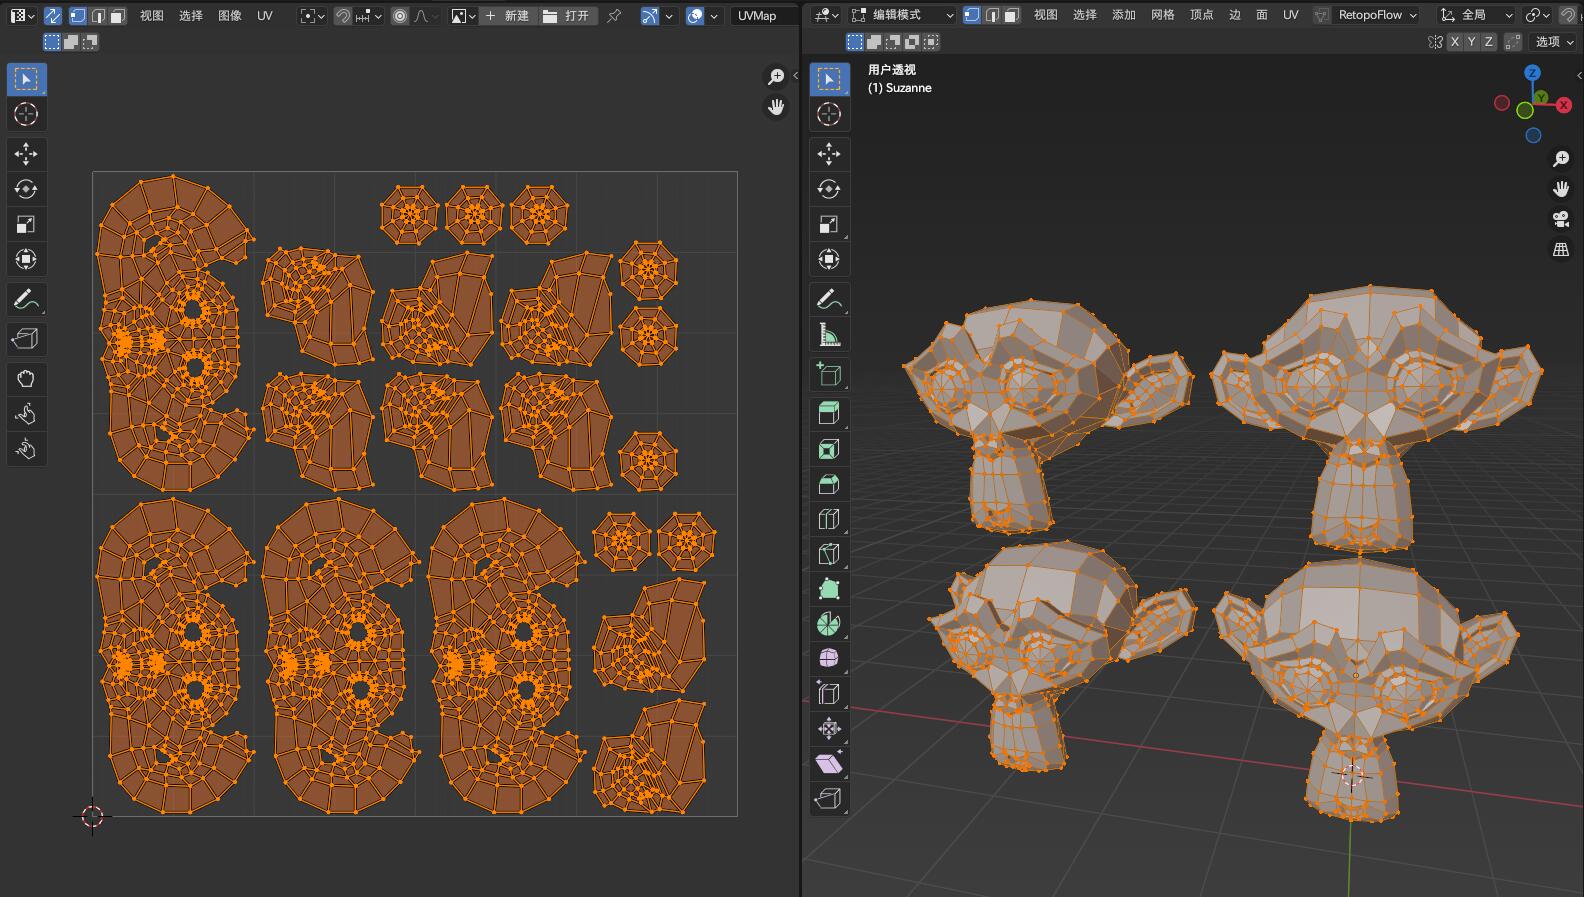 视图 选择 图像 UV 新建 打开 UVMap
编辑模式 视图 选择 添加 网格 顶点 边 面 UV RetopoFlow 全局
X Y Z 选项
用户透视
(1) Suzanne
Z
Y
X